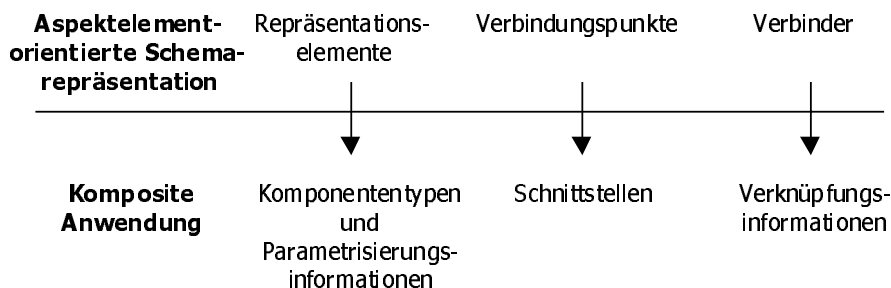 Aspektelement-
orientierte Schema-
repräsentation
Repräsentations-
elemente
Verbindungspunkte
Verbinder
Komposite
Anwendung
Komponententypen
und
Parametrisierungs-
informationen
Schnittstellen
Verknüpfungs-
informationen